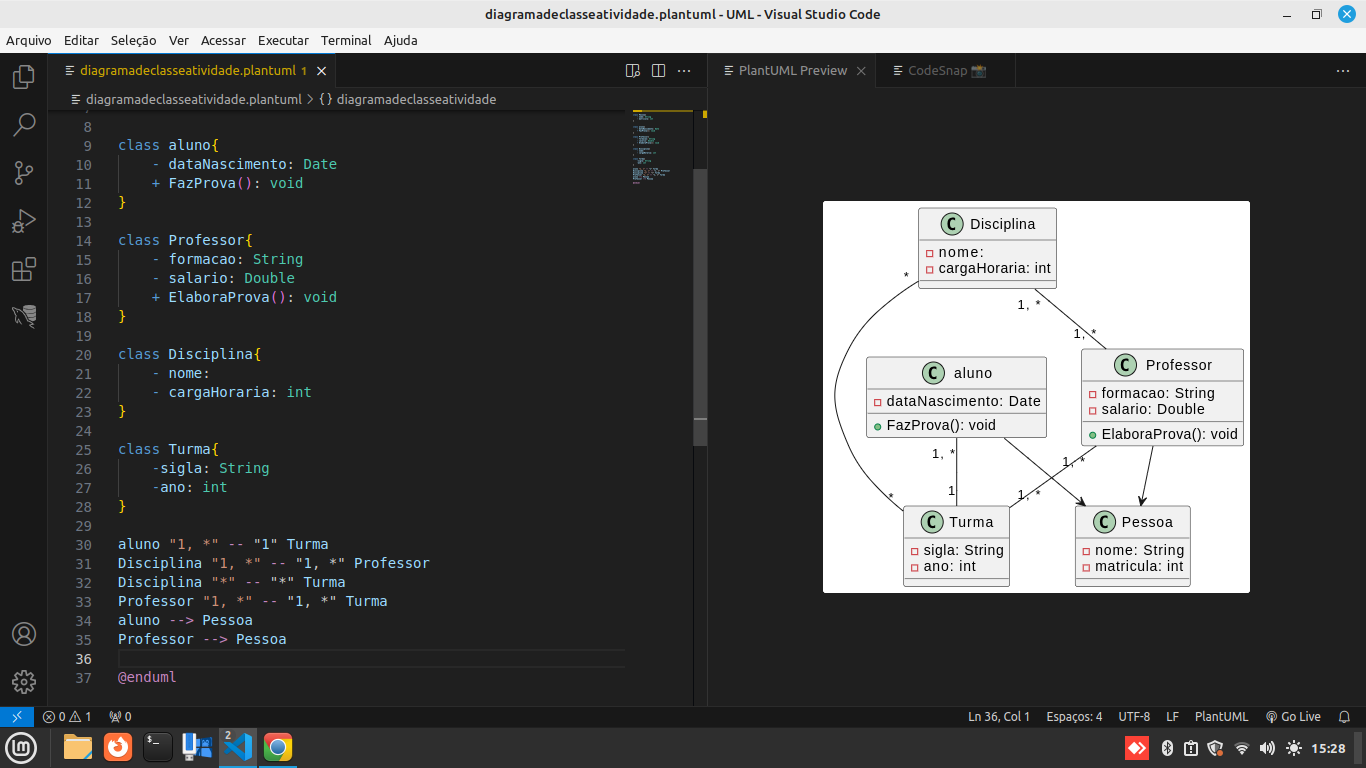 diagramadeclasseatividade.plantuml - UML - Visual Studio Code
Arquivo Editar Seleção Ver Acessar Executar Terminal Ajuda
diagramadeclasseatividade.plantuml 1
PlantUML Preview
CodeSnap 📸
diagramadeclasseatividade.plantuml > {} diagramadeclasseatividade
8
9 class aluno{
10 - dataNascimento: Date
11 + FazProva(): void
12 }
13
14 class Professor{
15 - formacao: String
16 - salario: Double
17 + ElaboraProva(): void
18 }
19
20 class Disciplina{
21 - nome:
22 - cargaHoraria: int
23 }
24
25 class Turma{
26 -sigla: String
27 -ano: int
28 }
29
30 aluno "1, *" -- "1" Turma
31 Disciplina "1, *" -- "1, *" Professor
32 Disciplina "*" -- "*" Turma
33 Professor "1, *" -- "1, *" Turma
34 aluno --> Pessoa
35 Professor --> Pessoa
36
37 @enduml
C Disciplina
nome:
cargaHoraria: int
*
1, *
1, *
C aluno
dataNascimento: Date
FazProva(): void
C Professor
formacao: String
salario: Double
ElaboraProva(): void
1, *
1, *
*
1
1, *
C Turma
sigla: String
ano: int
C Pessoa
nome: String
matricula: int
0 1 0
Ln 36, Col 1 Espaços: 4 UTF-8 LF PlantUML Go Live
2
15:28